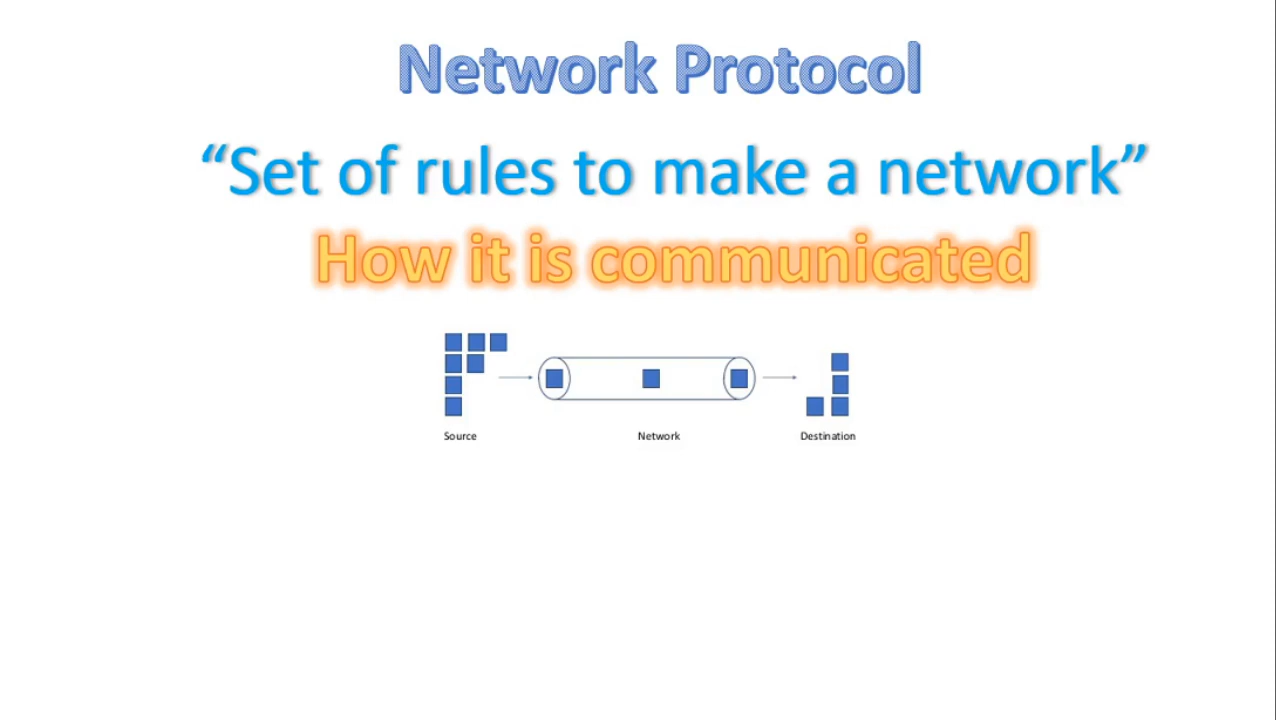 Network Protocol
“Set of rules to make a network”
How it is communicated
Source Network Destination